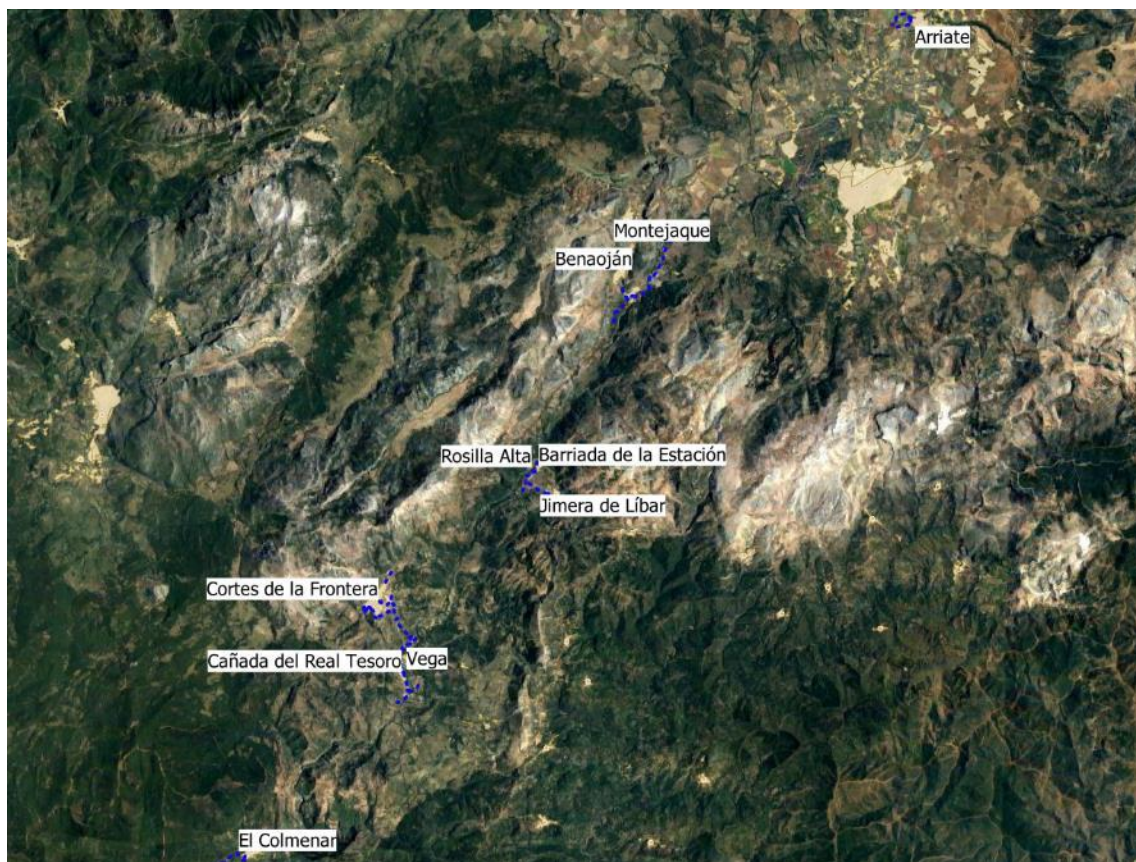 Arriate
Montejaque
Benaoján
Rosilla Alta
Barriada de la Estación
Jimera de Líbar
Cortes de la Frontera
Cañada del Real Tesoro
Vega
El Colmenar